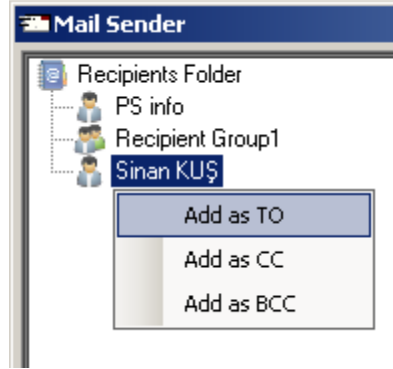 Mail Sender
Recipients Folder
PS info
Recipient Group1
Sinan KUŞ
Add as TO
Add as CC
Add as BCC